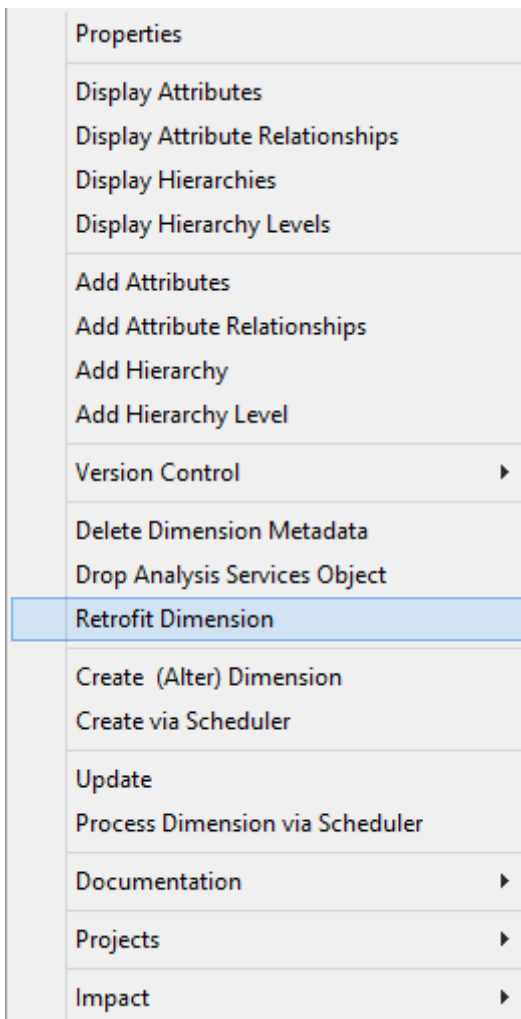 Properties
Display Attributes
Display Attribute Relationships
Display Hierarchies
Display Hierarchy Levels
Add Attributes
Add Attribute Relationships
Add Hierarchy
Add Hierarchy Level
Version Control
Delete Dimension Metadata
Drop Analysis Services Object
Retrofit Dimension
Create  (Alter) Dimension
Create via Scheduler
Update
Process Dimension via Scheduler
Documentation
Projects
Impact